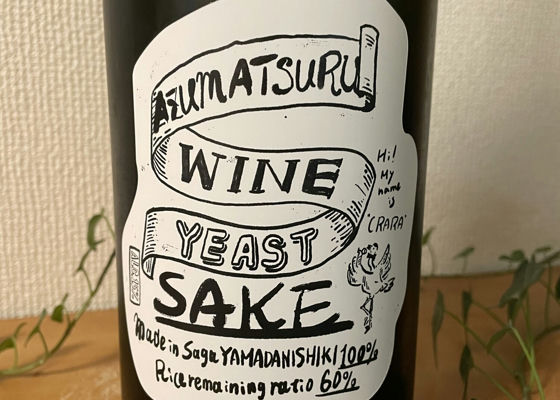 AZUMATSURU
WINE
YEAST
SAKE
Made in Saga YAMADANISHIKI 100%
Rice remaining ratio 60%
Hi!
My
name
is
"CRARA"